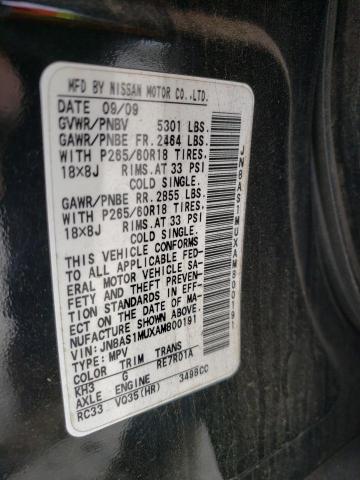 MFD BY NISSAN MOTOR CO.,LTD.
DATE 09/09
GVWR/PNBV 5301 LBS.
GAWR/PNBE FR. 2464 LBS.
WITH P265/60R18 TIRES.
18X8J RIMS.AT 33 PSI
COLD SINGLE.
GAWR/PNBE RR. 2855 LBS.
WITH P265/60R18 TIRES.
18X8J RIMS.AT 33 PSI
COLD SINGLE.
THIS VEHICLE CONFORMS
TO ALL APPLICABLE FED-
ERAL MOTOR VEHICLE SA-
FETY AND THEFT PREVEN-
TION STANDARDS IN EFF-
ECT ON THE DATE OF MA-
NUFACTURE SHOWN ABOVE.
VIN: JN8AS1MUXAM800191
TYPE: MPV
COLOR TRIM TRANS
KH3 G RE7R01A
AXLE ENGINE
RC33 VQ35(HR) 3498CC
JN8AS1MUXAM800191